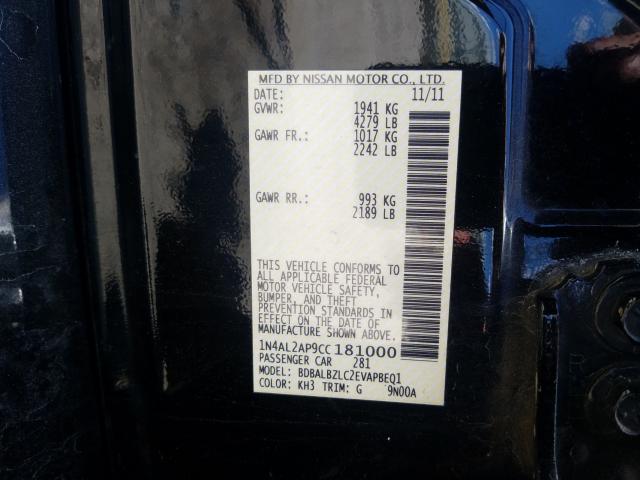 MFD BY NISSAN MOTOR CO., LTD.
DATE: 11/11
GVWR: 1941 KG
4279 LB
GAWR FR.: 1017 KG
2242 LB
GAWR RR.: 993 KG
2189 LB
THIS VEHICLE CONFORMS TO
ALL APPLICABLE FEDERAL
MOTOR VEHICLE SAFETY,
BUMPER, AND THEFT
PREVENTION STANDARDS IN
EFFECT ON THE DATE OF
MANUFACTURE SHOWN ABOVE.
1N4AL2AP9CC181000
PASSENGER CAR 281
MODEL: BDBALBZLC2EVAPBEQ1
COLOR: KH3 TRIM: G 9N00A